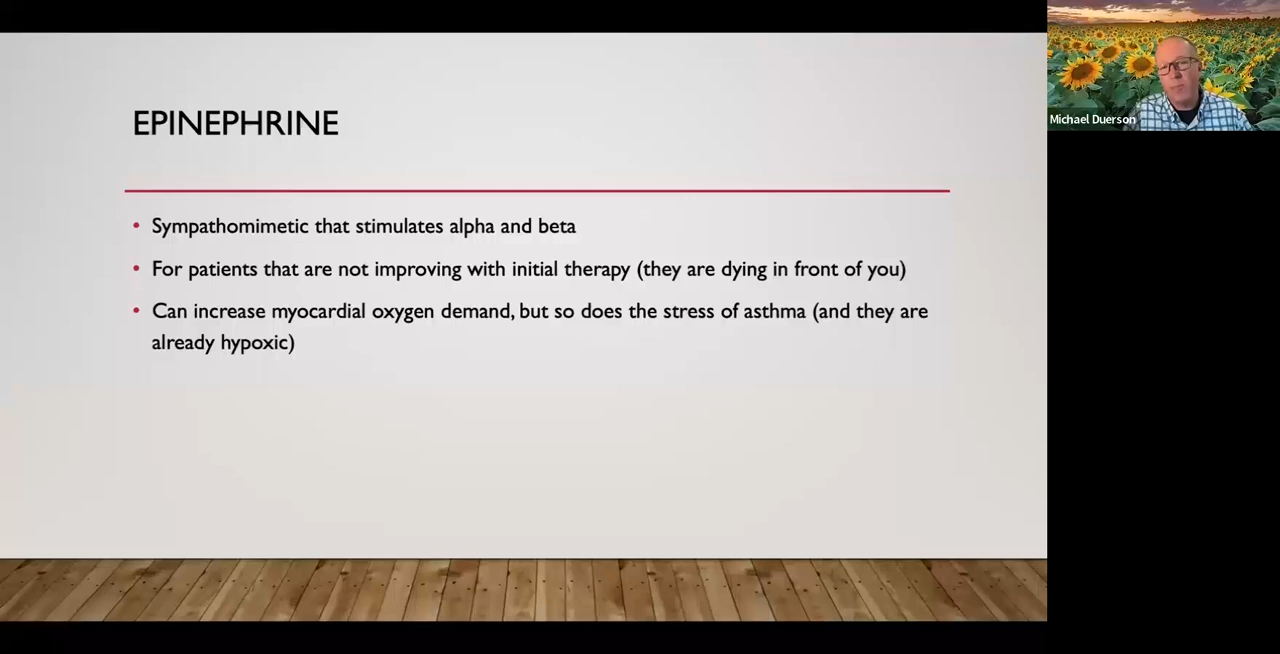 EPINEPHRINE
• Sympathomimetic that stimulates alpha and beta
• For patients that are not improving with initial therapy (they are dying in front of you)
• Can increase myocardial oxygen demand, but so does the stress of asthma (and they are
already hypoxic)
Michael Duerson